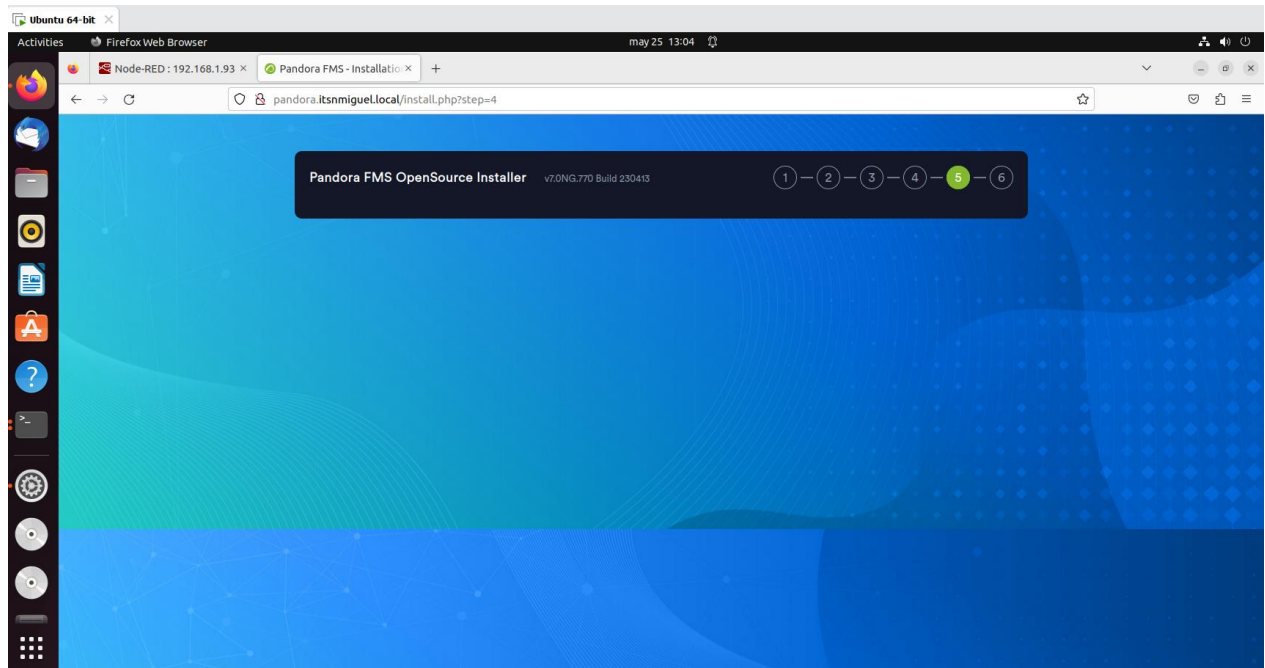 Ubuntu 64-bit
Activities Firefox Web Browser may 25 13:04
Node-RED : 192.168.1.93 Pandora FMS - Installation
pandora.itsnmiguel.local/install.php?step=4
Pandora FMS OpenSource Installer v7.0NG.770 Build 230413 1 2 3 4 5 6